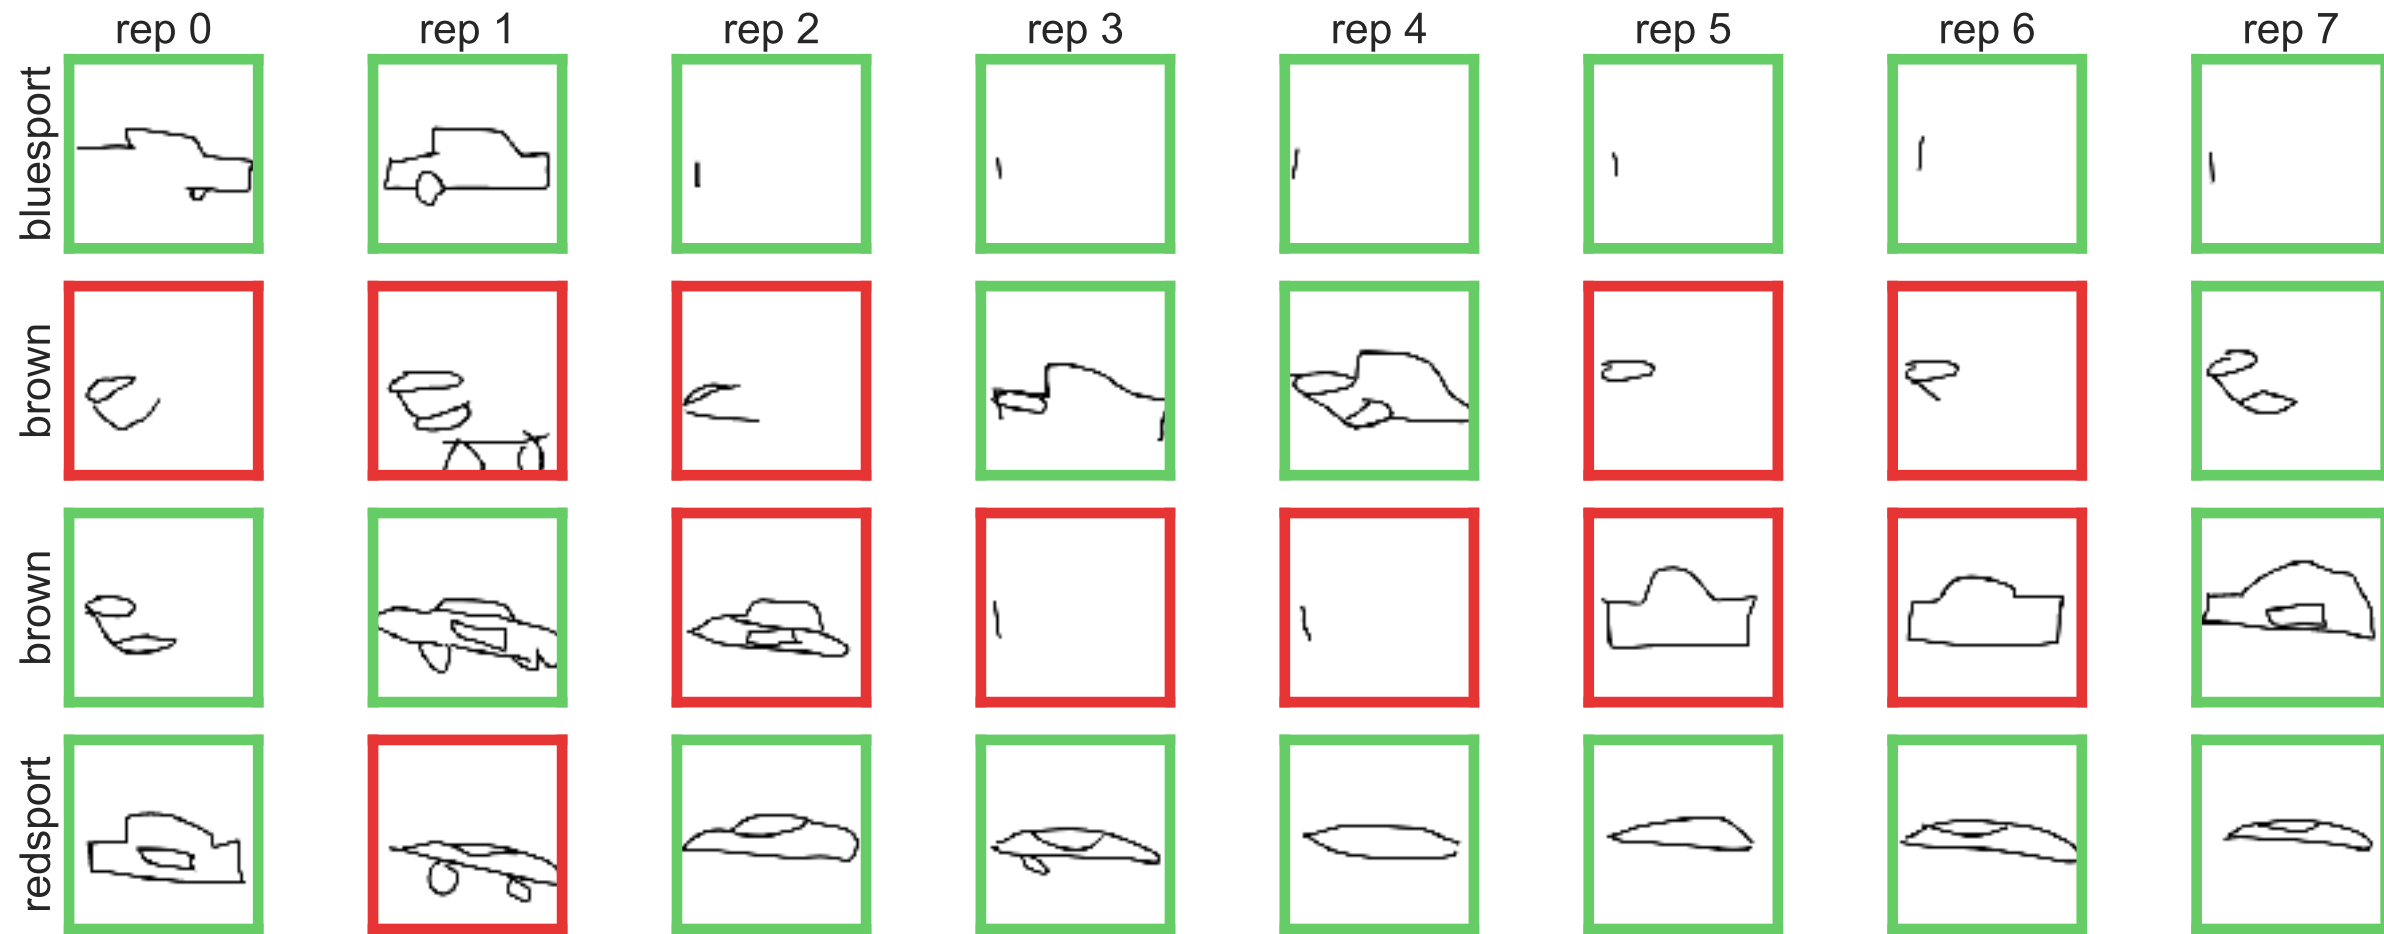 rep 0 rep 1 rep 2 rep 3 rep 4 rep 5 rep 6 rep 7
bluesport
brown
brown
redsport